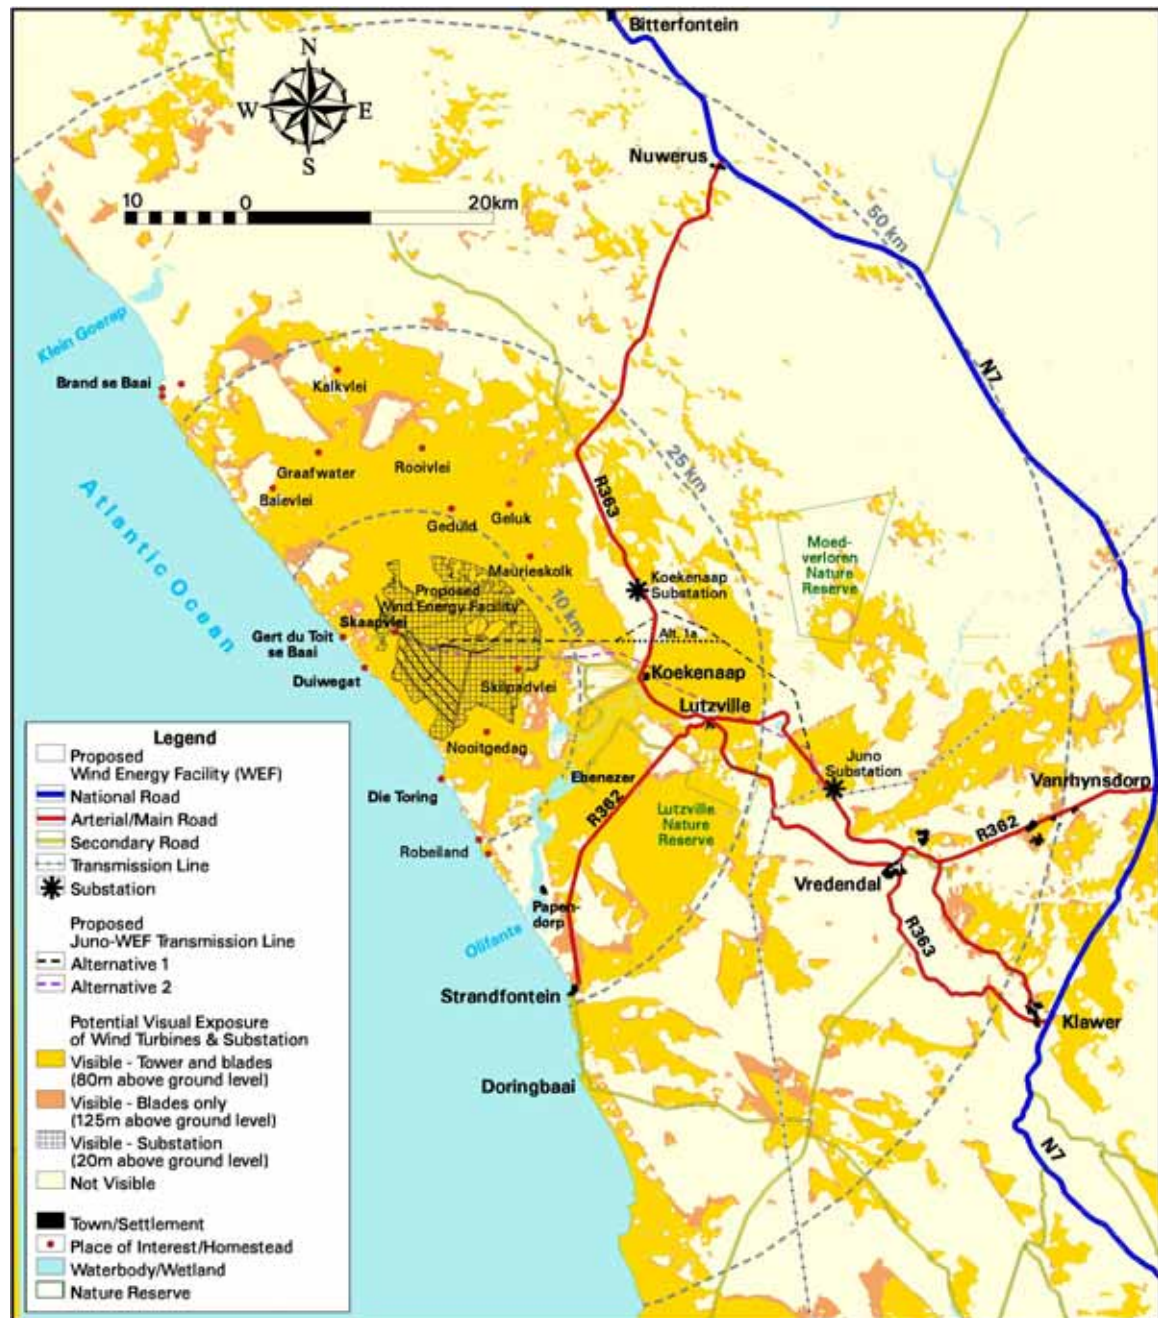 Bitterfontein
N
W E
S
Nuwerus
10 0 20km
50 km
Klein Goerap
N7
Brand se Baai
Kalkvlei
25 km
Graafwater
Rooivlei
R363
Baievlei
Geduld
Geluk
Atlantic Ocean
Moed-
verloren
Nature
Reserve
Maurieskolk
Koekenaap
Substation
Proposed
Wind Energy Facility
10 km
Skaapvlei
Gert du Toit
se Baai
Alt. 1a
Duiwegat
Skilpadvlei
Koekenaap
Lutzville
Nooitgedag
Juno
Substation
Ebenezer
Vanrhynsdorp
Die Toring
R362
Lutzville
Nature
Reserve
R362
Robeiland
Vredendal
Papen-
dorp
Olifante
R363
Strandfontein
Klawer
Doringbaai
N7
Legend
Proposed
Wind Energy Facility (WEF)
National Road
Arterial/Main Road
Secondary Road
Transmission Line
Substation
Proposed
Juno-WEF Transmission Line
Alternative 1
Alternative 2
Potential Visual Exposure
of Wind Turbines & Substation
Visible - Tower and blades
(80m above ground level)
Visible - Blades only
(125m above ground level)
Visible - Substation
(20m above ground level)
Not Visible
Town/Settlement
Place of Interest/Homestead
Waterbody/Wetland
Nature Reserve